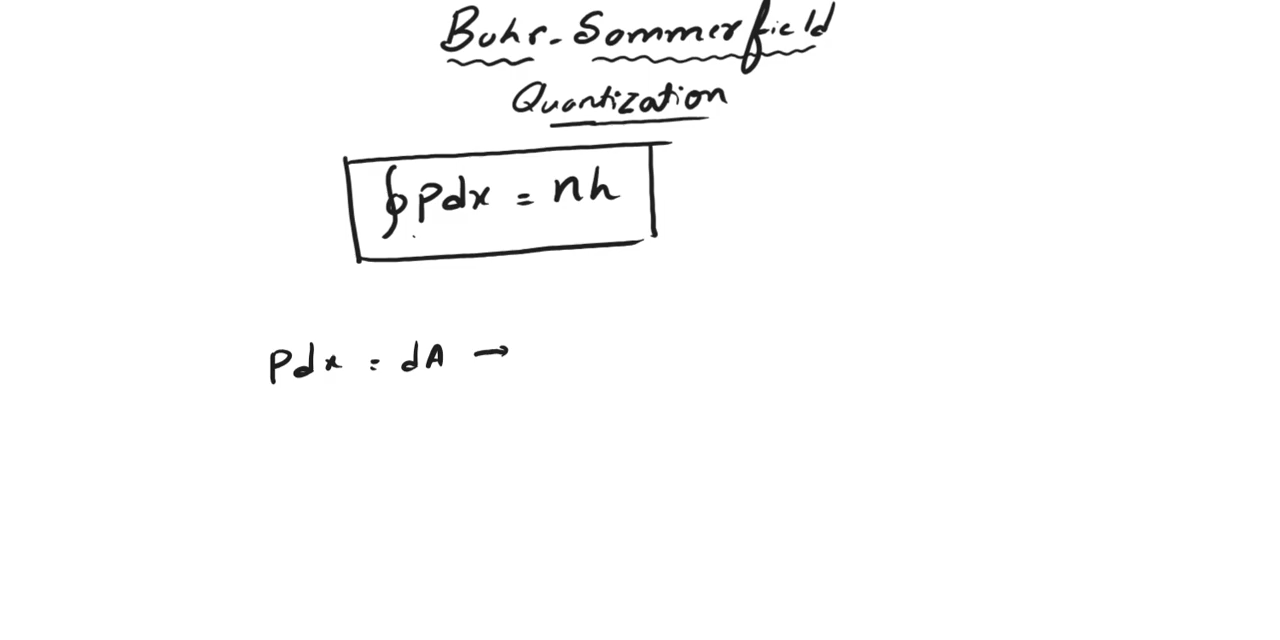 Bohr-Sommerfield
Quantization
∮ Pdx = nh
Pdx = dA →